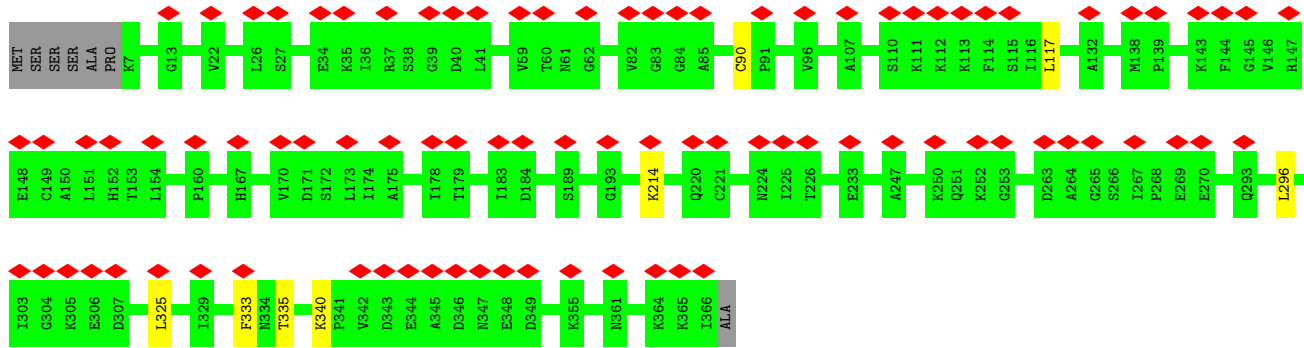 MET SER SER SER ALA PRO K7 G13 V22 L26 S27 E34 K35 I36 R37 S38 G39 D40 L41 V59 T60 N61 G62 V82 G83 G84 A85 C90 P91 V96 A107 S110 K111 K112 K113 F114 S115 I116 L117 A132 M138 P139 K143 F144 G145 V146 R147
E148 C149 A150 L151 H152 T153 L154 P160 H167 V170 D171 S172 L173 I174 A175 I178 T179 I183 D184 S189 G193 K214 Q220 C221 N224 I225 T226 E233 A247 K250 Q251 K252 G253 D263 A264 G265 S266 I267 P268 E269 E270 Q293 L296
I303 G304 K305 E306 D307 L325 I329 F333 N334 T335 K340 P341 V342 D343 E344 A345 D346 N347 E348 D349 K355 N361 K364 K365 I366 ALA